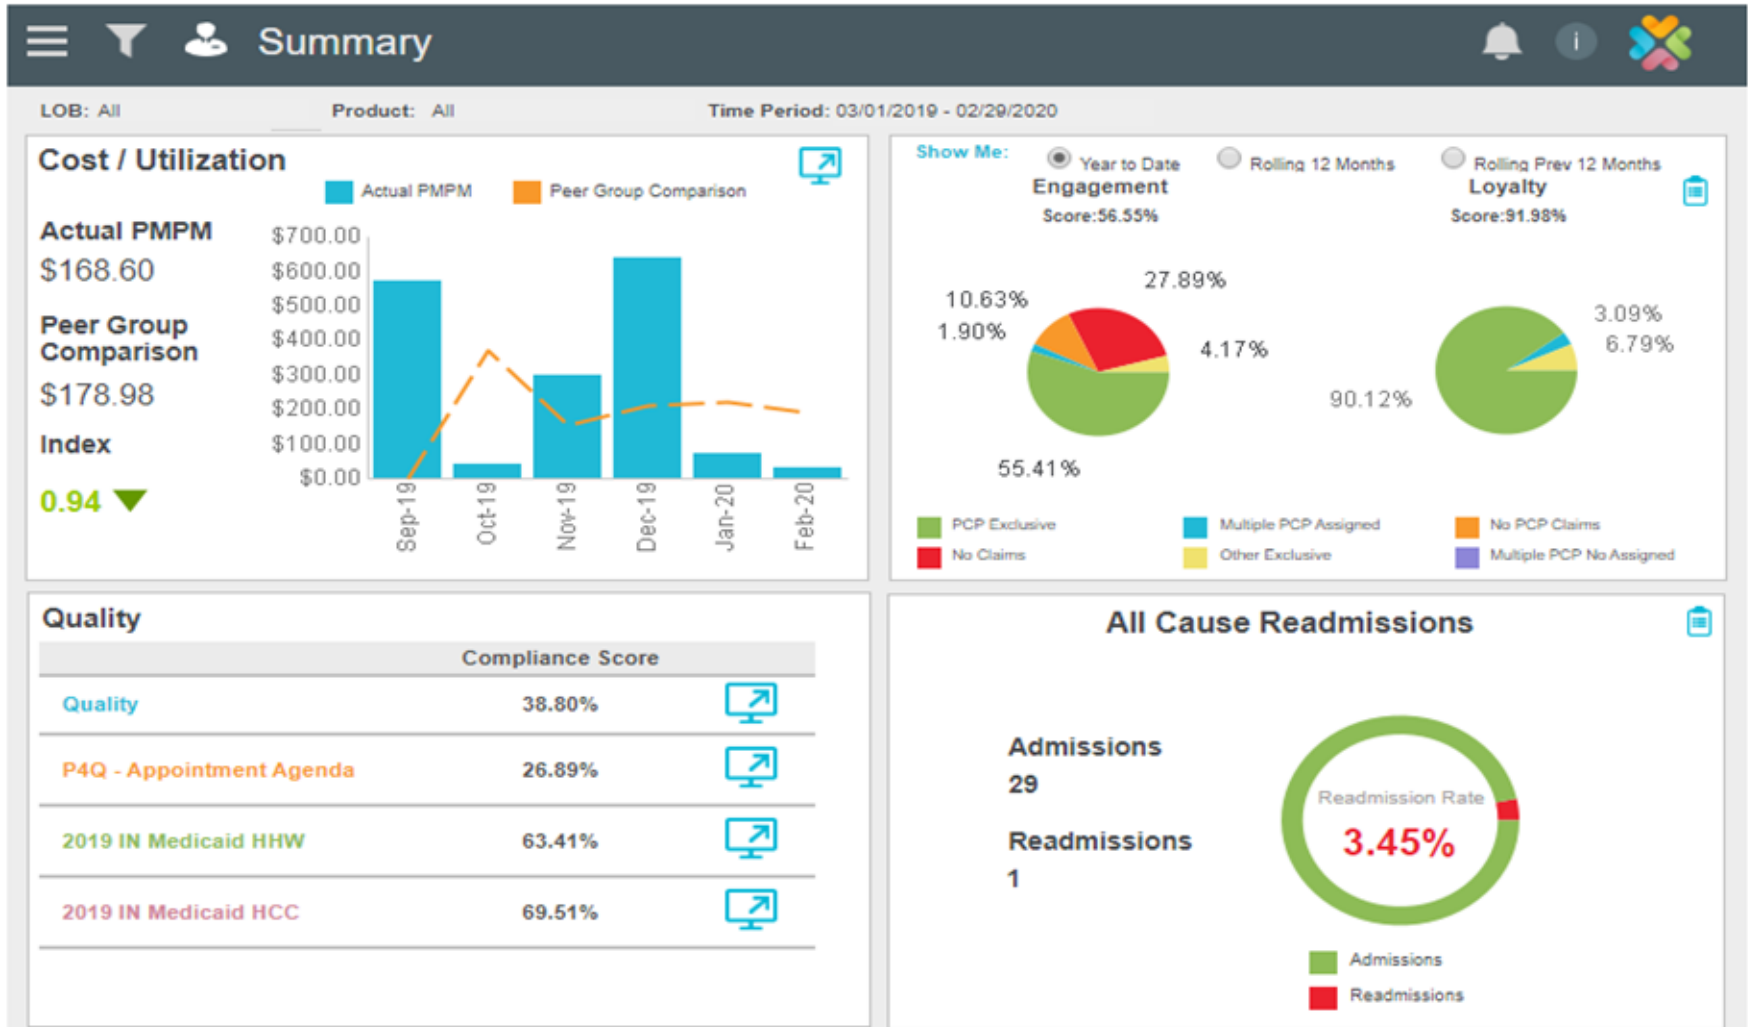 Summary
i
LOB: All
Product: All
Time Period: 03/01/2019 - 02/29/2020
Cost / Utilization
Actual PMPM
Peer Group Comparison
Actual PMPM
$168.60
Peer Group
Comparison
$178.98
Index
0.94
$700.00
$600.00
$500.00
$400.00
$300.00
$200.00
$100.00
$0.00
Sep-19
Oct-19
Nov-19
Dec-19
Jan-20
Feb-20
Show Me:
Year to Date
Rolling 12 Months
Rolling Prev 12 Months
Engagement
Score:56.55%
Loyalty
Score:91.98%
27.89%
10.63%
1.90%
4.17%
55.41%
3.09%
6.79%
90.12%
PCP Exclusive
Multiple PCP Assigned
No PCP Claims
No Claims
Other Exclusive
Multiple PCP No Assigned
Quality
Compliance Score
Quality 38.80%
P4Q - Appointment Agenda 26.89%
2019 IN Medicaid HHW 63.41%
2019 IN Medicaid HCC 69.51%
All Cause Readmissions
Admissions
29
Readmissions
1
Readmission Rate
3.45%
Admissions
Readmissions